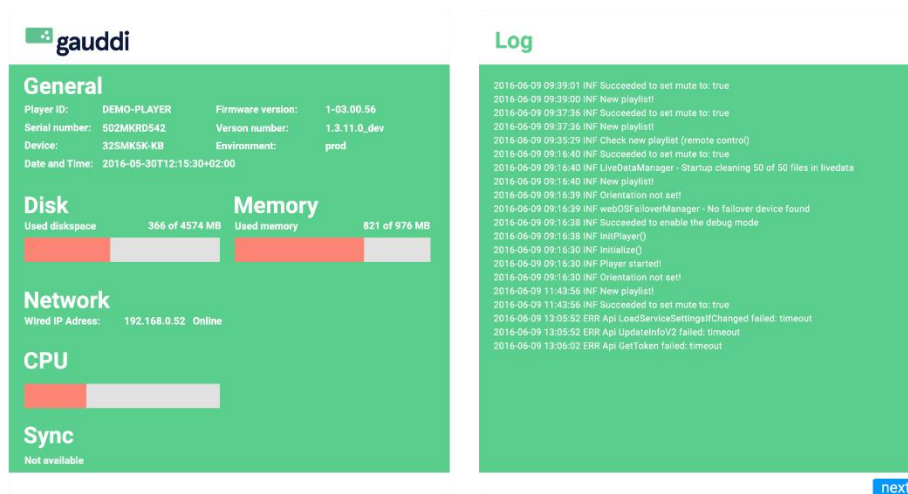 gauddi
General
Player ID: DEMO-PLAYER Firmware version: 1-03.00.56
Serial number: 502MKRD542 Verson number: 1.3.11.0_dev
Device: 32SMK5K-KB Environment: prod
Date and Time: 2016-05-30T12:15:30+02:00
Disk Memory
Used diskspace 366 of 4574 MB Used memory 821 of 976 MB
Network
Wired IP Adress: 192.168.0.52 Online
CPU
Sync
Not available
Log
2016-06-09 09:39:01 INF Succeeded to set mute to: true
2016-06-09 09:39:00 INF New playlist!
2016-06-09 09:37:36 INF Succeeded to set mute to: true
2016-06-09 09:37:36 INF New playlist!
2016-06-09 09:35:29 INF Check new playlist (remote control)
2016-06-09 09:16:40 INF Succeeded to set mute to: true
2016-06-09 09:16:40 INF LiveDataManager - Startup cleaning 50 of 50 files in livedata
2016-06-09 09:16:40 INF New playlist!
2016-06-09 09:16:39 INF Orientation not set!
2016-06-09 09:16:39 INF webOSFailoverManager - No failover device found
2016-06-09 09:16:38 INF Succeeded to enable the debug mode
2016-06-09 09:16:38 INF InitPlayer()
2016-06-09 09:16:30 INF Initialize()
2016-06-09 09:16:30 INF Player started!
2016-06-09 09:16:30 INF Orientation not set!
2016-06-09 11:43:56 INF New playlist!
2016-06-09 11:43:56 INF Succeeded to set mute to: true
2016-06-09 13:05:52 ERR Api LoadServiceSettingsIfChanged failed: timeout
2016-06-09 13:05:52 ERR Api UpdateInfoV2 failed: timeout
2016-06-09 13:06:02 ERR Api GetToken failed: timeout
next